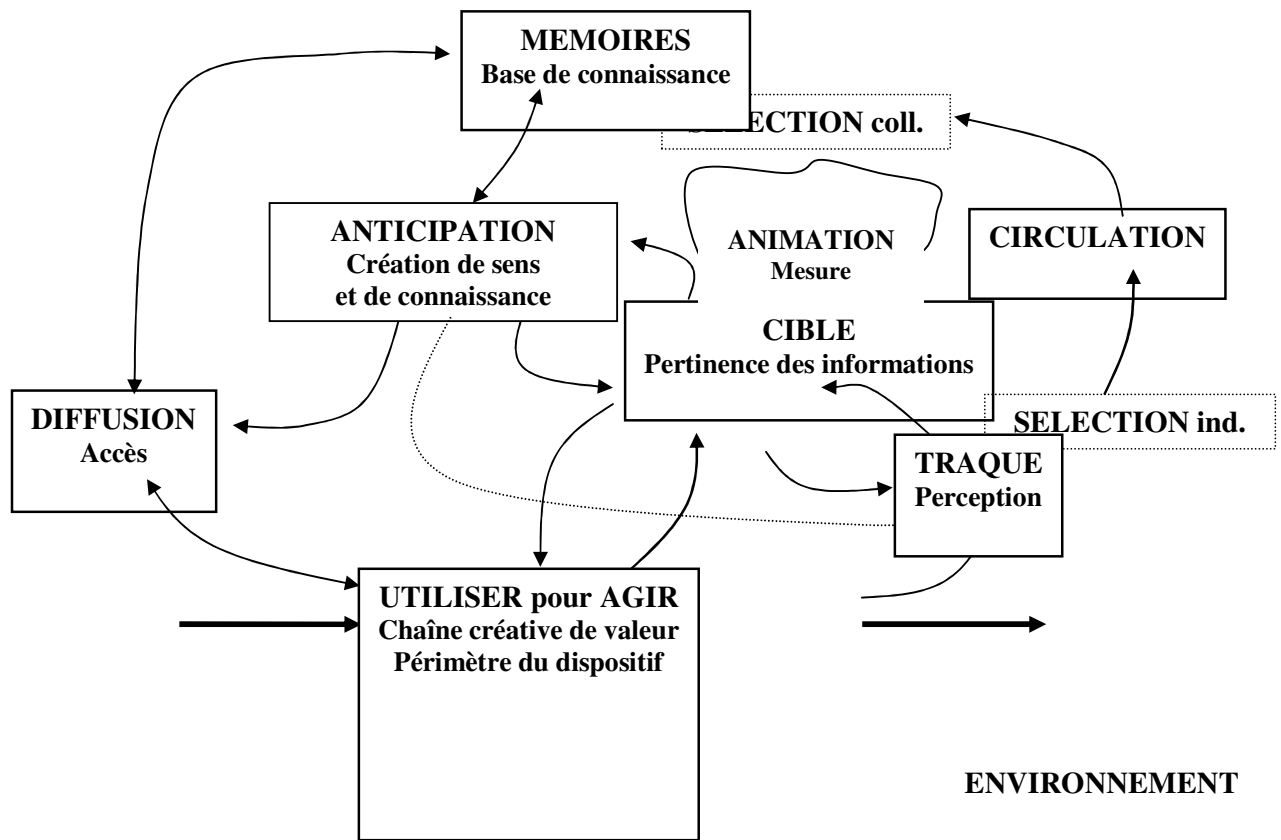 MEMOIRES
Base de connaissance
ECTION coll.
ANTICIPATION
Création de sens
et de connaissance
ANIMATION
Mesure
CIRCULATION
CIBLE
Pertinence des informations
DIFFUSION
Accès
SELECTION ind.
TRAQUE
Perception
UTILISER pour AGIR
Chaîne créative de valeur
Périmètre du dispositif
ENVIRONNEMENT